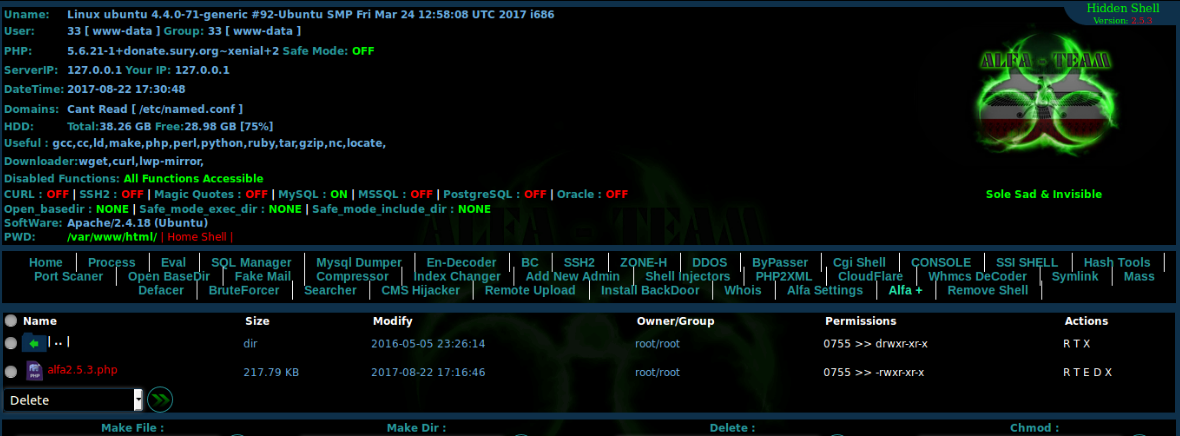 Hidden Shell
Version: 2.5.3
Uname: Linux ubuntu 4.4.0-71-generic #92-Ubuntu SMP Fri Mar 24 12:58:08 UTC 2017 i686
User: 33 [ www-data ] Group: 33 [ www-data ]
PHP: 5.6.21-1+donate.sury.org~xenial+2 Safe Mode: OFF
ServerIP: 127.0.0.1 Your IP: 127.0.0.1
DateTime: 2017-08-22 17:30:48
Domains: Cant Read [ /etc/named.conf ]
HDD: Total:38.26 GB Free:28.98 GB [75%]
Useful : gcc,cc,ld,make,php,perl,python,ruby,tar,gzip,nc,locate,
Downloader:wget,curl,lwp-mirror,
Disabled Functions: All Functions Accessible
CURL : OFF | SSH2 : OFF | Magic Quotes : OFF | MySQL : ON | MSSQL : OFF | PostgreSQL : OFF | Oracle : OFF
Open_basedir : NONE | Safe_mode_exec_dir : NONE | Safe_mode_include_dir : NONE
SoftWare: Apache/2.4.18 (Ubuntu)
PWD: /var/www/html/ | Home Shell |
ALFA - TEAM
Sole Sad & Invisible
ALFA - TEAM
Home | Process | Eval | SQL Manager | Mysql Dumper | En-Decoder | BC | SSH2 | ZONE-H | DDOS | ByPasser | Cgi Shell | CONSOLE | SSI SHELL | Hash Tools |
Port Scaner | Open BaseDir | Fake Mail | Compressor | Index Changer | Add New Admin | Shell Injectors | PHP2XML | CloudFlare | Whmcs DeCoder | Symlink | Mass
Defacer | BruteForcer | Searcher | CMS Hijacker | Remote Upload | Install BackDoor | Whois | Alfa Settings | Alfa + | Remove Shell |
Name Size Modify Owner/Group Permissions Actions
| .. | dir 2016-05-05 23:26:14 root/root 0755 >> drwxr-xr-x R T X
PHP alfa2.5.3.php 217.79 KB 2017-08-22 17:16:46 root/root 0755 >> -rwxr-xr-x R T E D X
Delete >>
Make File : Make Dir : Delete : Chmod :